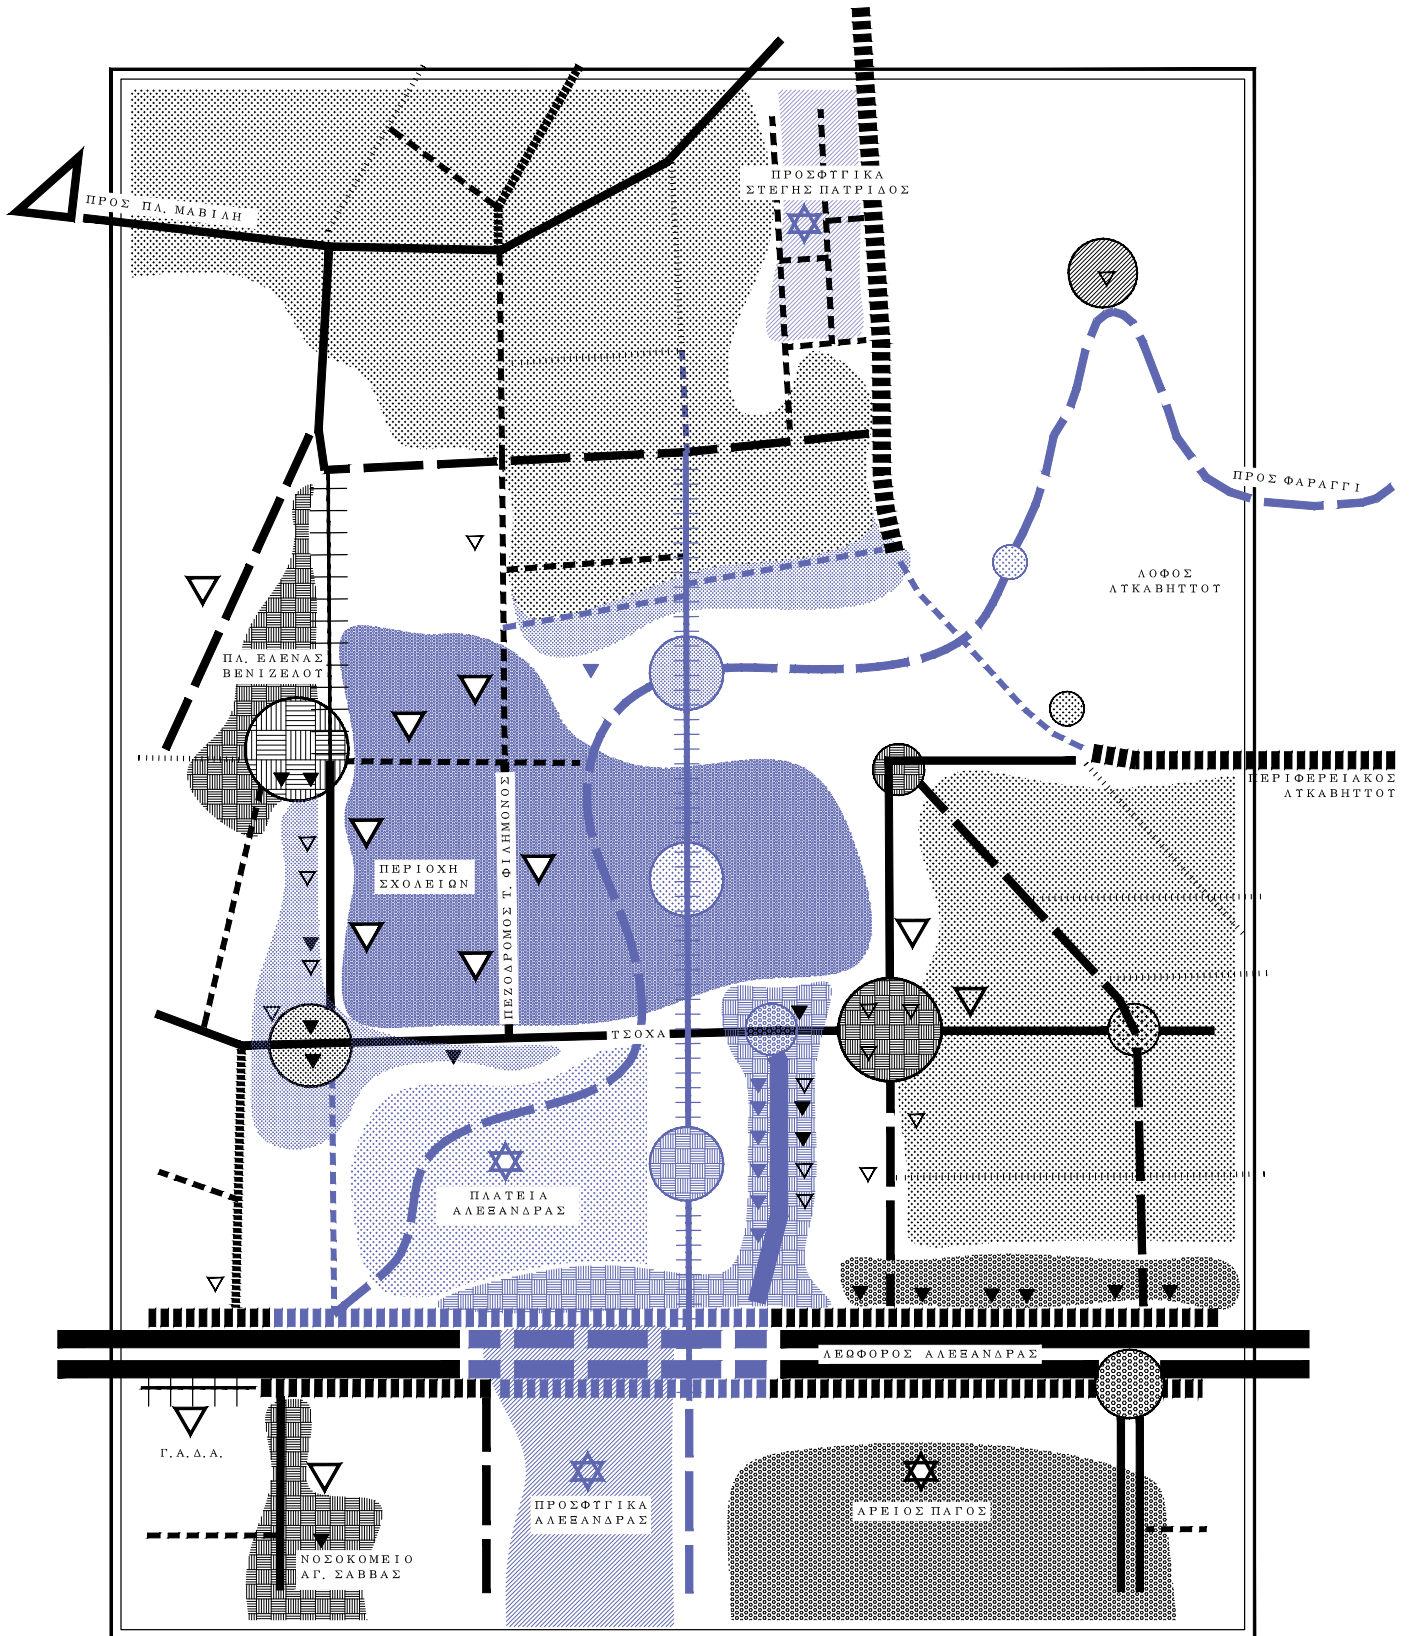 ΠΡΟΣΦΥΓΙΚΑ
ΣΤΕΓΗΣ ΠΑΤΡΙΔΟΣ
ΠΡΟΣ ΠΛ. ΜΑΒΙΛΗ
ΠΡΟΣ ΦΑΡΑΓΓΙ
ΛΟΦΟΣ
ΛΥΚΑΒΗΤΤΟΥ
ΠΛ. ΕΛΕΝΑΣ
ΒΕΝΙΖΕΛΟΥ
ΠΕΡΙΦΕΡΕΙΑΚΟΣ
ΛΥΚΑΒΗΤΤΟΥ
ΠΕΡΙΟΧΗ
ΣΧΟΛΕΙΩΝ
ΠΕΖΟΔΡΟΜΟΣ Τ. ΦΙΛΗΜΟΝΟΣ
ΤΣΟΧΑ
ΠΛΑΤΕΙΑ
ΑΛΕΞΑΝΔΡΑΣ
ΛΕΩΦΟΡΟΣ ΑΛΕΞΑΝΔΡΑΣ
Γ.Α.Δ.Α.
ΠΡΟΣΦΥΓΙΚΑ
ΑΛΕΞΑΝΔΡΑΣ
ΑΡΕΙΟΣ ΠΑΓΟΣ
ΝΟΣΟΚΟΜΕΙΟ
ΑΓ. ΣΑΒΒΑΣ